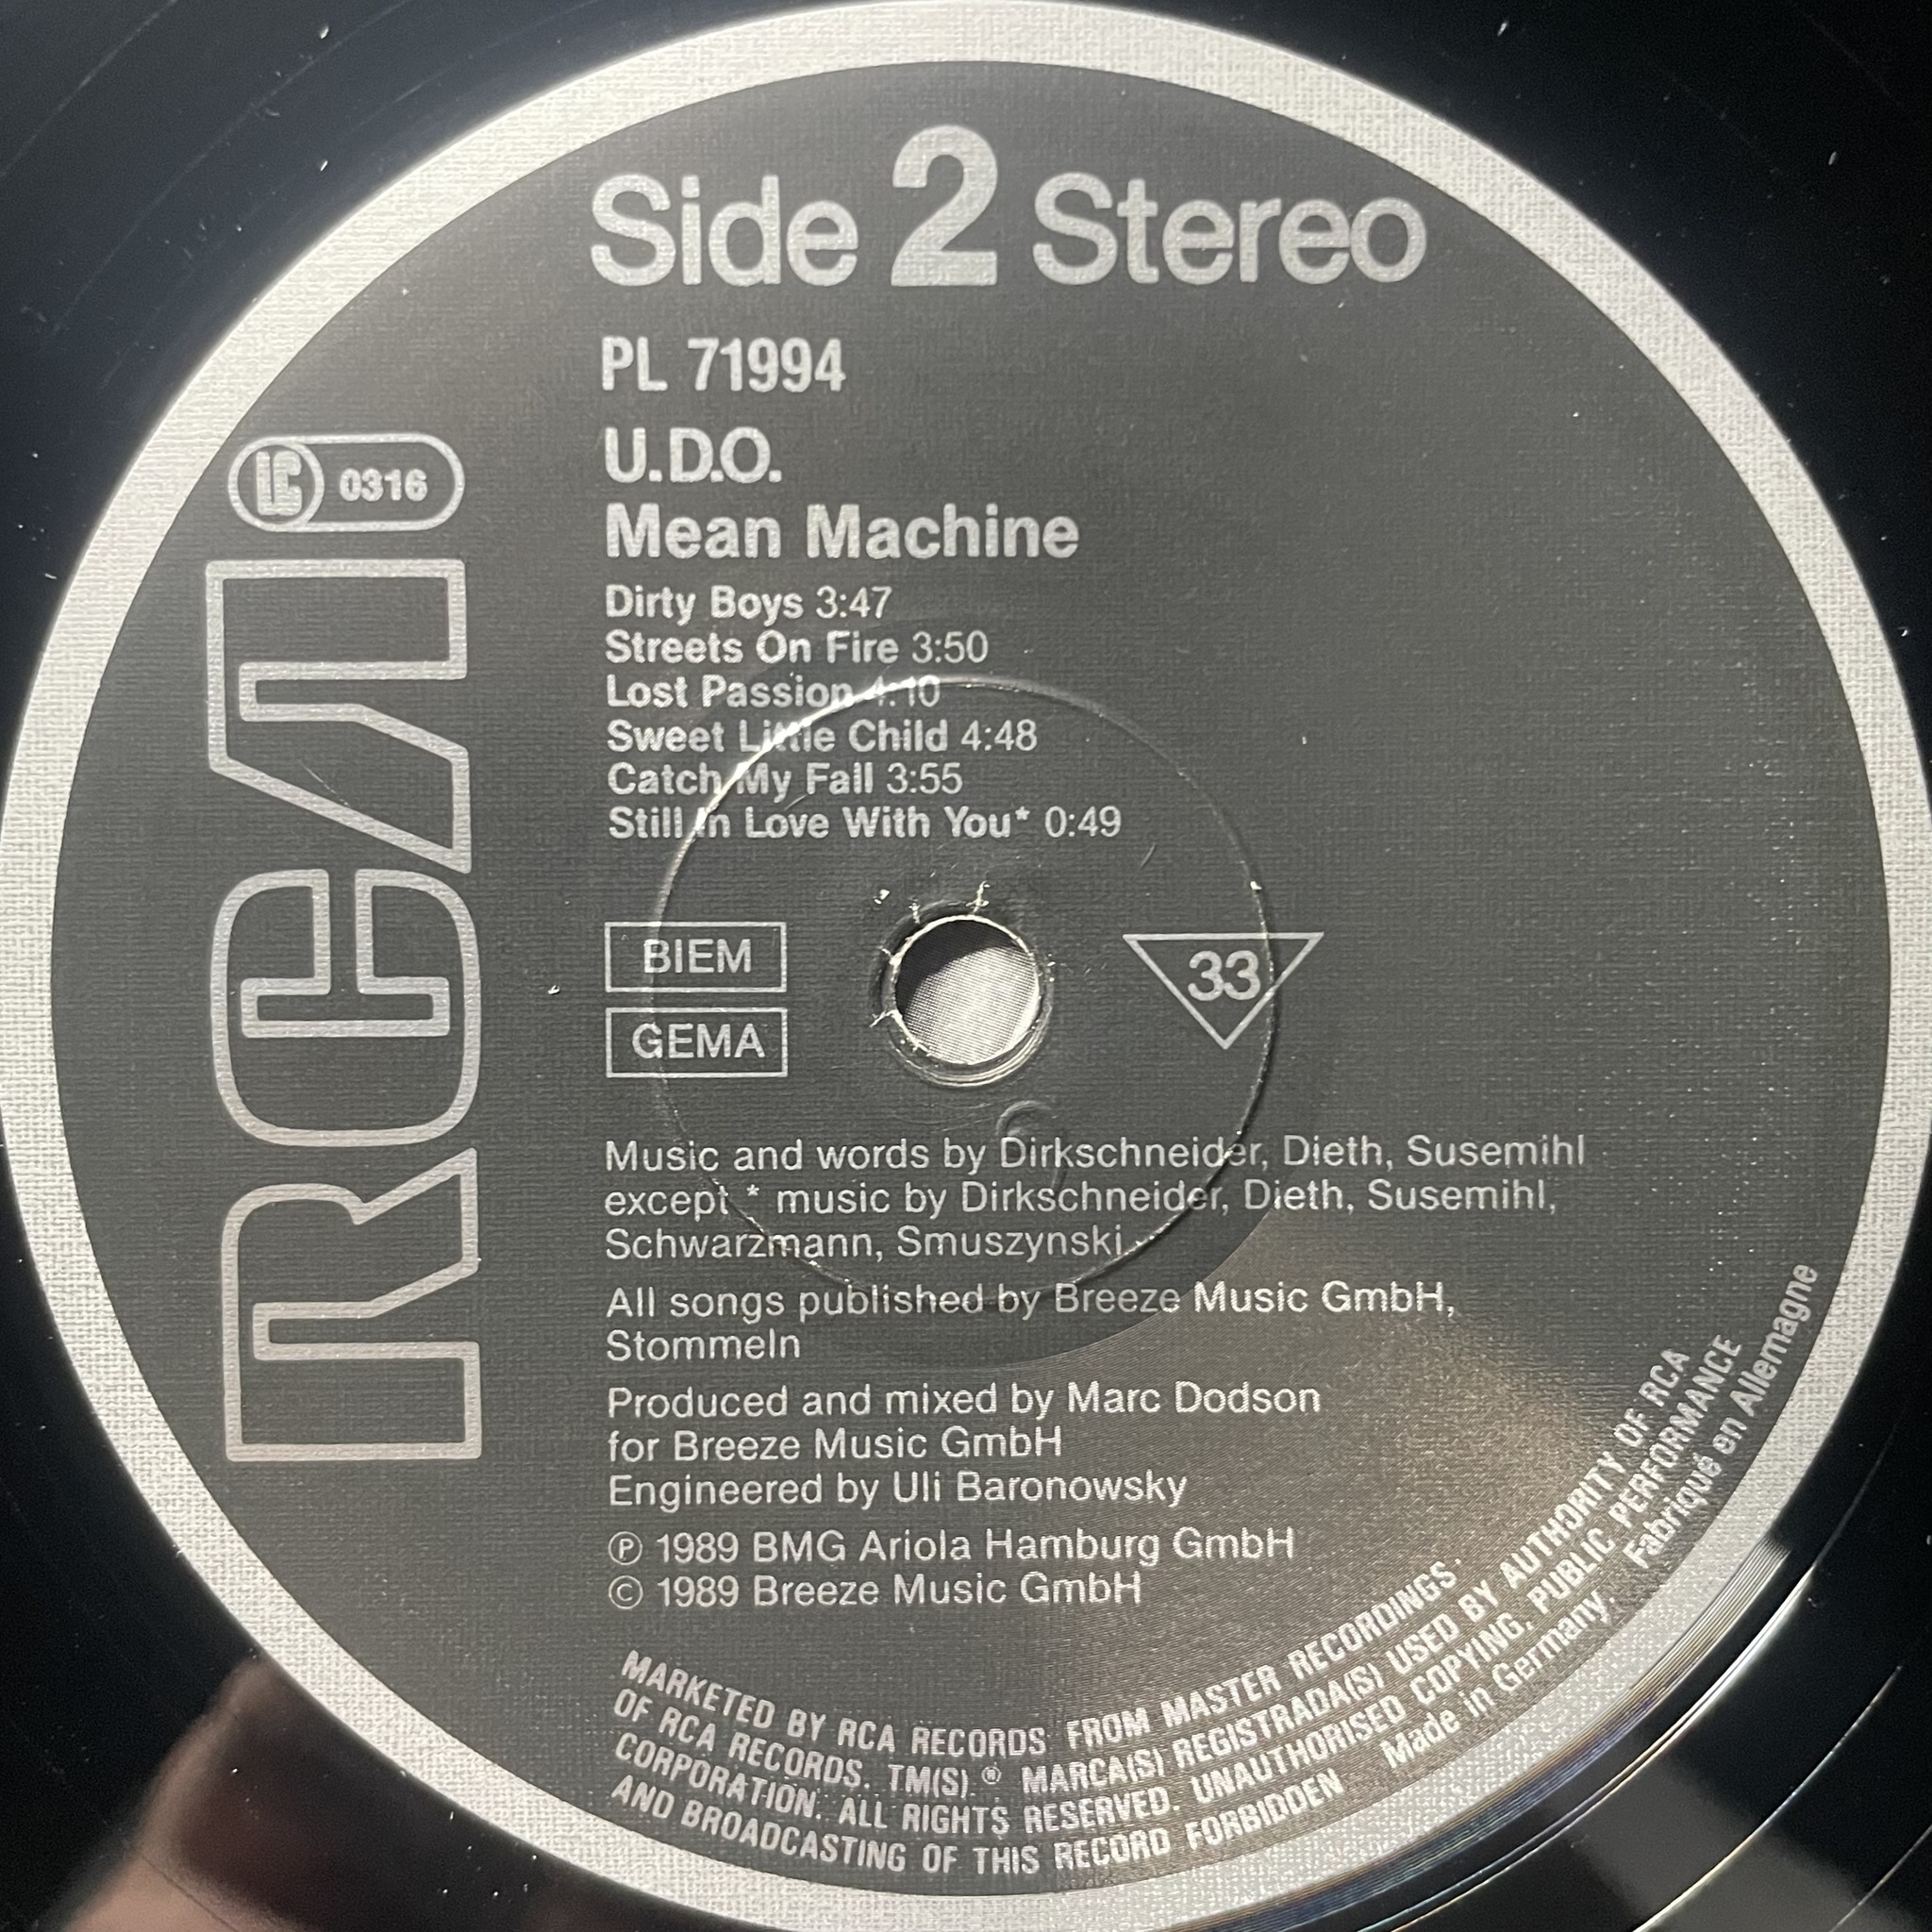 Side 2 Stereo
PL 71994
U.D.O.
Mean Machine
Dirty Boys 3:47
Streets On Fire 3:50
Lost Passion 4:10
Sweet Little Child 4:48
Catch My Fall 3:55
Still In Love With You* 0:49
LC 0316
RCA
BIEM
GEMA
33
Music and words by Dirkschneider, Dieth, Susemihl
except * music by Dirkschneider, Dieth, Susemihl,
Schwarzmann, Smuszynski.
All songs published by Breeze Music GmbH,
Stommeln
Produced and mixed by Marc Dodson
for Breeze Music GmbH
Engineered by Uli Baronowsky
℗ 1989 BMG Ariola Hamburg GmbH
© 1989 Breeze Music GmbH
MARKETED BY RCA RECORDS. FROM MASTER RECORDINGS.
OF RCA RECORDS. TM(S) ® MARCA(S) REGISTRADA(S) USED BY AUTHORITY OF RCA
CORPORATION. ALL RIGHTS RESERVED. UNAUTHORISED COPYING, PUBLIC PERFORMANCE
AND BROADCASTING OF THIS RECORD FORBIDDEN Made in Germany. Fabriqué en Allemagne